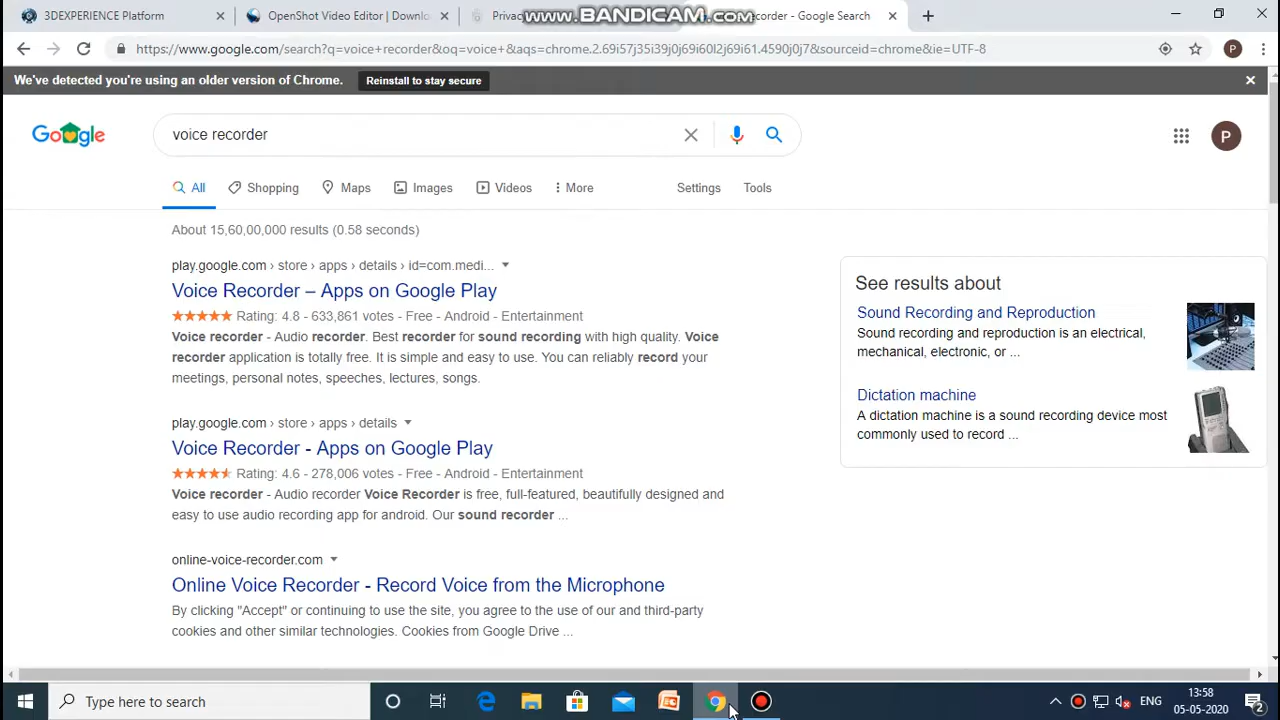 3DEXPERIENCE Platform
OpenShot Video Editor | Downlo
Privac
www.BANDICAM.com
order - Google Search
https://www.google.com/search?q=voice+recorder&oq=voice+&aqs=chrome.2.69i57j35i39j0j69i60l2j69i61.4590j0j7&sourceid=chrome&ie=UTF-8
P
We've detected you're using an older version of Chrome.
Reinstall to stay secure
Google
voice recorder
P
All
Shopping
Maps
Images
Videos
More
Settings
Tools
About 15,60,00,000 results (0.58 seconds)
play.google.com › store › apps › details › id=com.medi...
Voice Recorder – Apps on Google Play
Rating: 4.8 - 633,861 votes - Free - Android - Entertainment
Voice recorder - Audio recorder. Best recorder for sound recording with high quality. Voice
recorder application is totally free. It is simple and easy to use. You can reliably record your
meetings, personal notes, speeches, lectures, songs.
play.google.com › store › apps › details
Voice Recorder - Apps on Google Play
Rating: 4.6 - 278,006 votes - Free - Android - Entertainment
Voice recorder - Audio recorder Voice Recorder is free, full-featured, beautifully designed and
easy to use audio recording app for android. Our sound recorder ...
online-voice-recorder.com
Online Voice Recorder - Record Voice from the Microphone
By clicking "Accept" or continuing to use the site, you agree to the use of our and third-party
cookies and other similar technologies. Cookies from Google Drive ...
See results about
Sound Recording and Reproduction
Sound recording and reproduction is an electrical,
mechanical, electronic, or ...
Dictation machine
A dictation machine is a sound recording device most
commonly used to record ...
Type here to search
ENG
13:58
05-05-2020
2